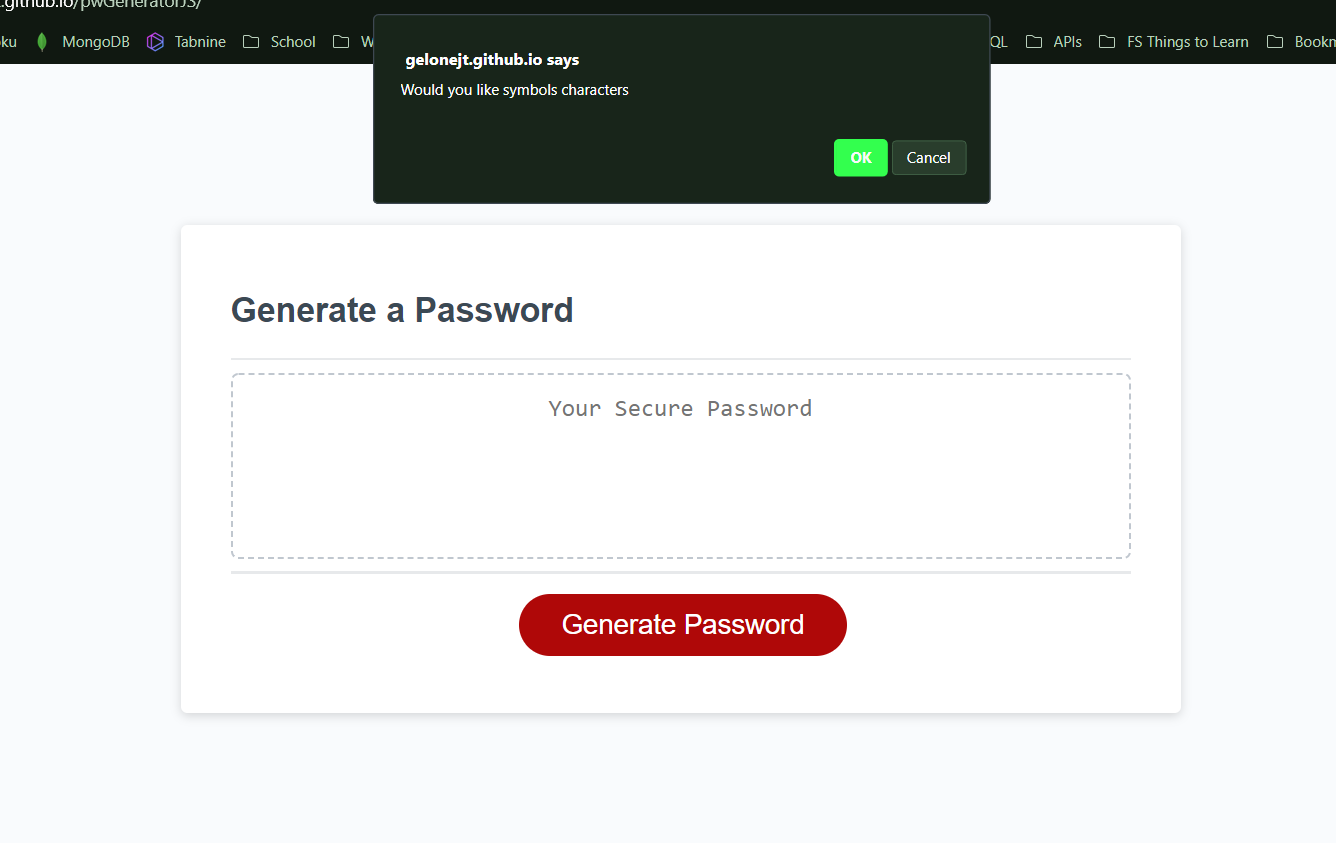 .github.io/pwGeneratorJS/
oku MongoDB Tabnine School W QL APIs FS Things to Learn Bookm
gelonejt.github.io says
Would you like symbols characters
OK Cancel
Generate a Password
Your Secure Password
Generate Password